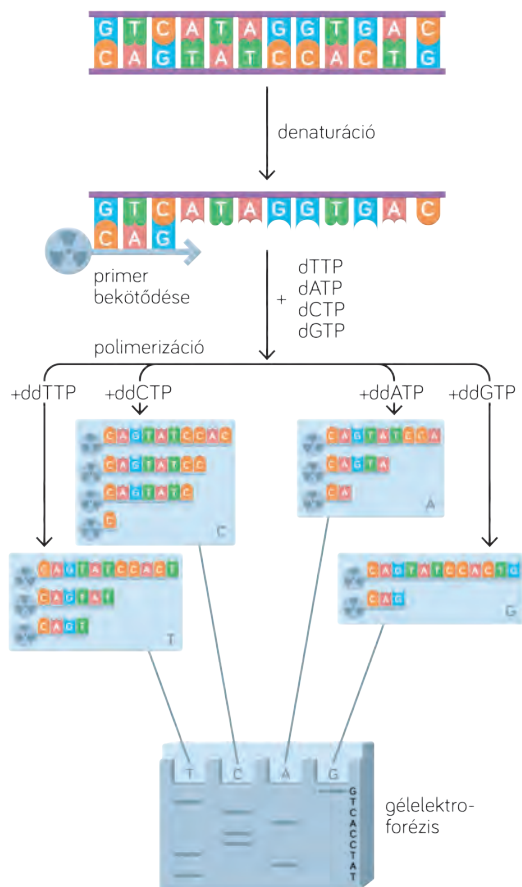 GTCATAGGTGAC
CAGTATCCACTG
denaturáció
GTCATAGGTGAC
CAG
primer
bekötődése
+
dTTP
dATP
dCTP
dGTP
polimerizáció
+ddTTP
+ddCTP
+ddATP
+ddGTP
CAGTATCCAC
CAGTATCC
CAGTATC
C
C
CAGTATCCA
CAGTA
CA
A
CAGTATCCACT
CAGTAT
CAGT
T
CAGTATCCACTG
CAG
G
T C A G
G
T
C
A
C
C
T
A
T
gélelektro-
forézis